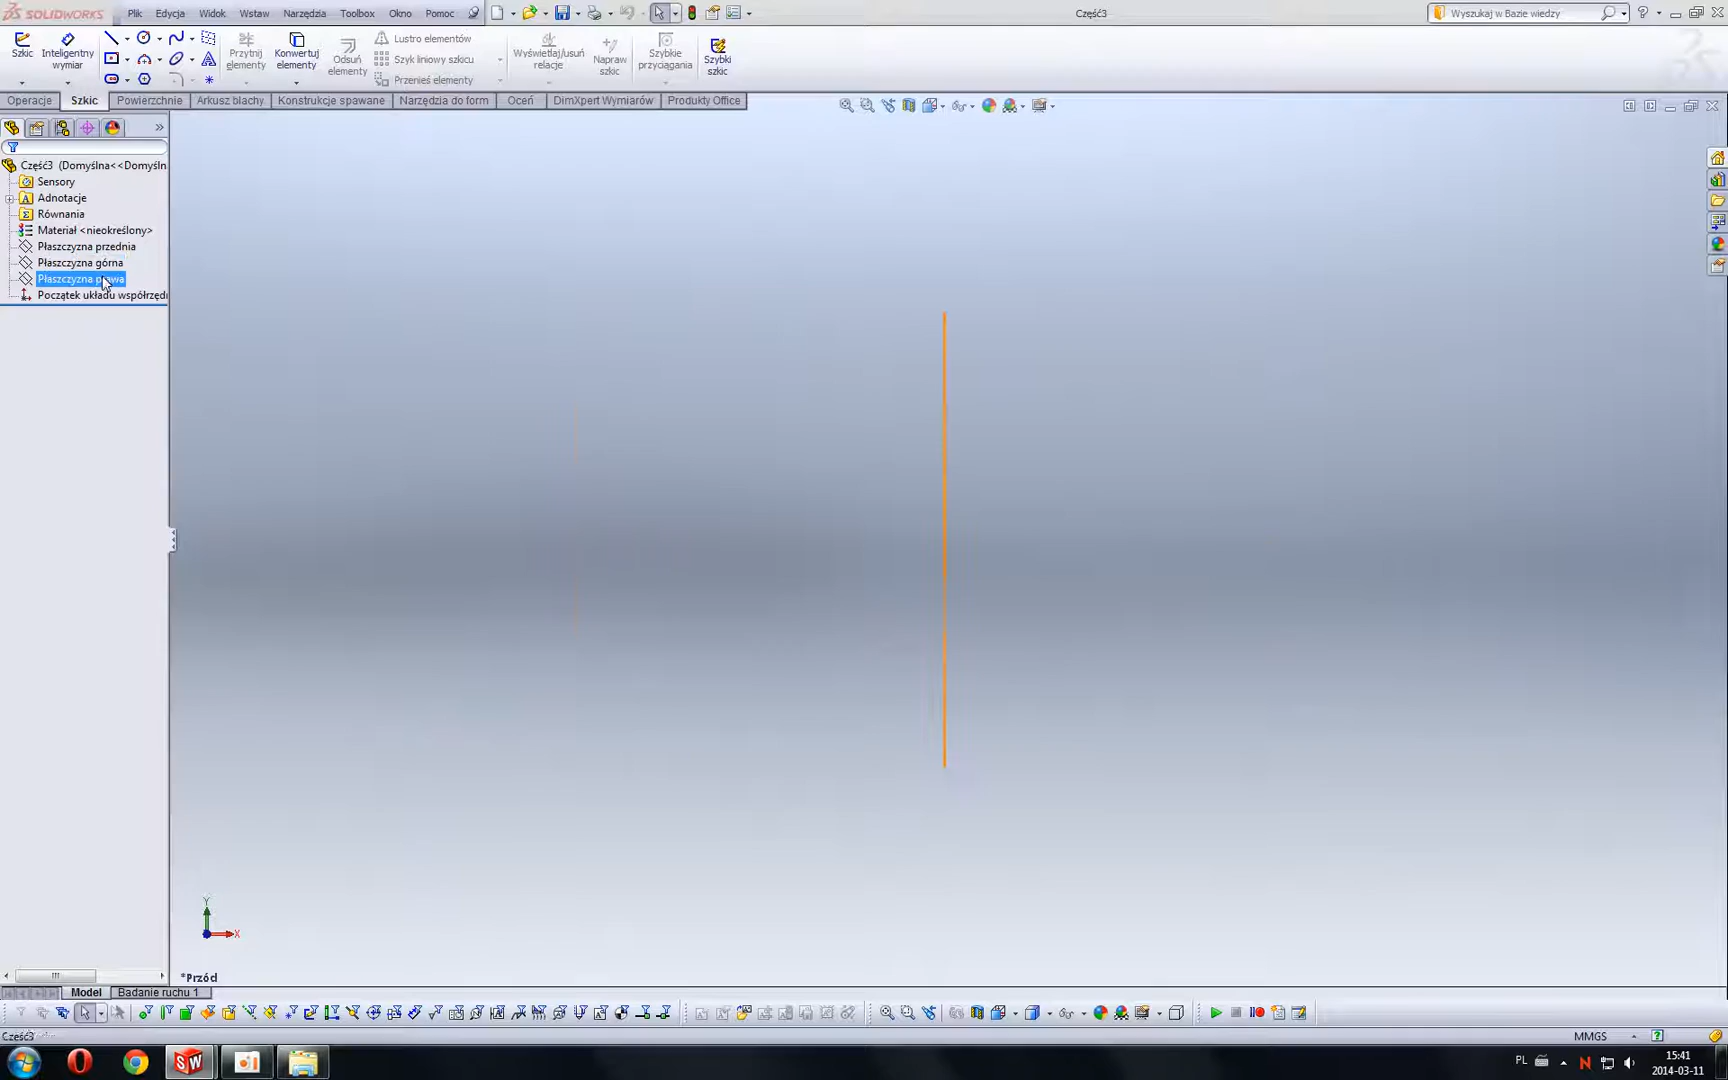 SOLIDWORKS Plik Edycja Widok Wstaw Narzędzia Toolbox Okno Pomoc Część3 Wyszukaj w Bazie wiedzy
Szkic Inteligentny wymiar Przytnij elementy Konwertuj elementy Odsuń elementy Lustro elementów Wyświetlaj/usuń relacje Napraw szkic Szybkie przyciągania Szybki szkic
Szyk liniowy szkicu
Przenieś elementy
Operacje Szkic Powierzchnie Arkusz blachy Konstrukcje spawane Narzędzia do form Oceń DimXpert Wymiarów Produkty Office
Część3 (Domyślna<<Domyśln
Sensory
Adnotacje
Równania
Materiał <nieokreślony>
Płaszczyzna przednia
Płaszczyzna górna
Płaszczyzna prawa
Początek układu współrzędn
Y
X
*Przód
Model Badanie ruchu 1
Część3 MMGS
PL 15:41
2014-03-11